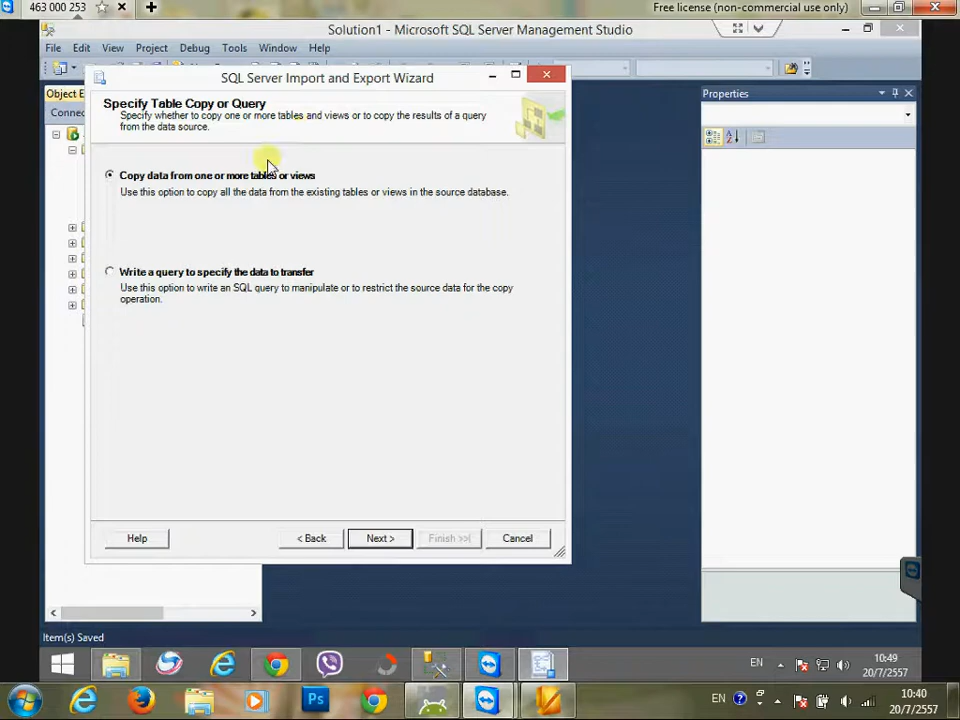 463 000 253
Free license (non-commercial use only)
Solution1 - Microsoft SQL Server Management Studio
File Edit View Project Debug Tools Window Help
SQL Server Import and Export Wizard
Object E
Properties
Connec
Specify Table Copy or Query
Specify whether to copy one or more tables and views or to copy the results of a query
from the data source.
Copy data from one or more tables or views
Use this option to copy all the data from the existing tables or views in the source database.
Write a query to specify the data to transfer
Use this option to write an SQL query to manipulate or to restrict the source data for the copy
operation.
Help
< Back
Next >
Finish >>|
Cancel
Item(s) Saved
EN
10:49
20/7/2557
Ps
EN
10:40
20/7/2557